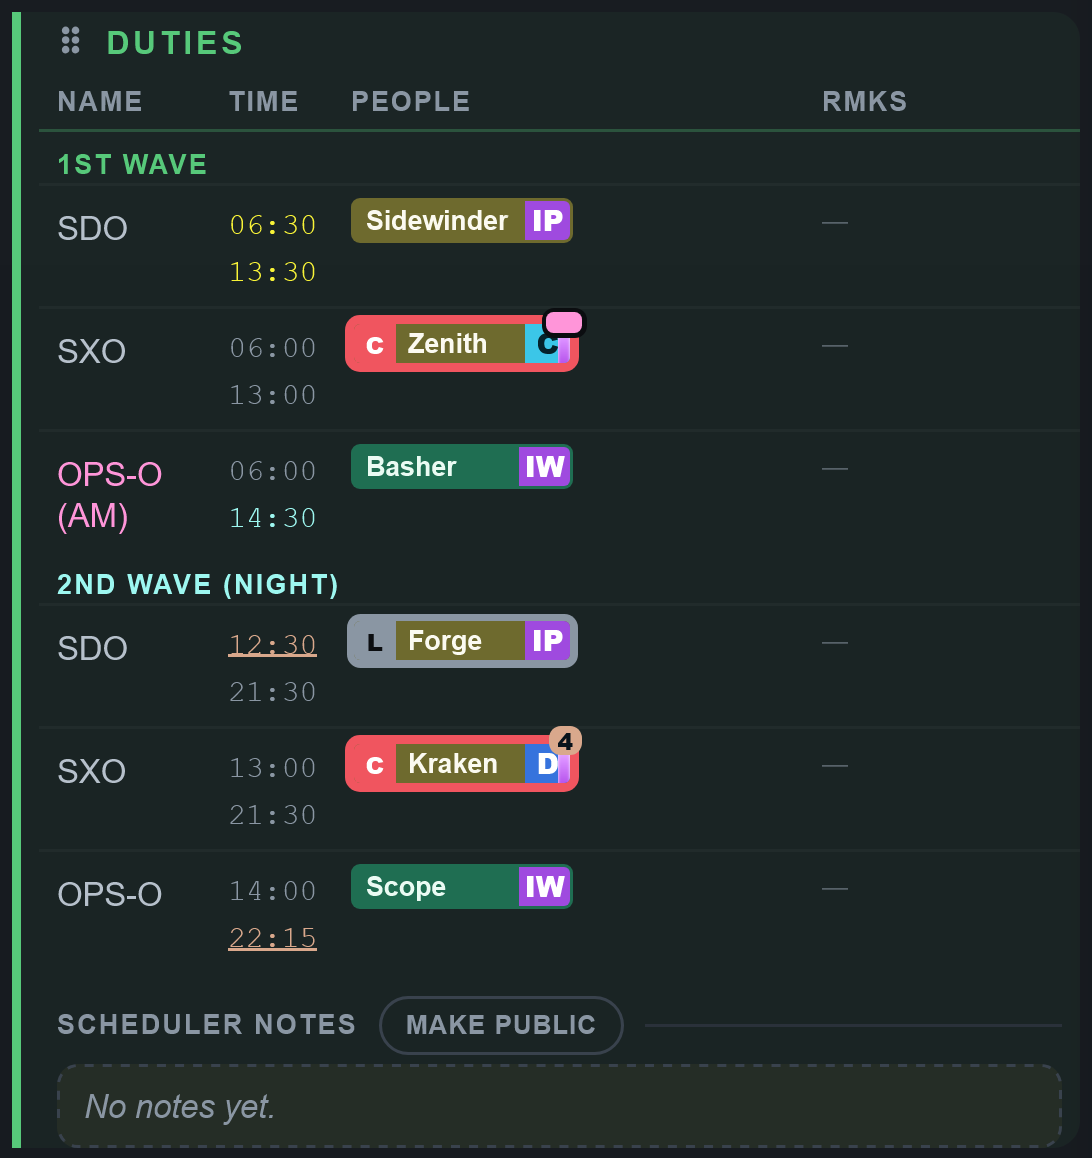 DUTIES
NAME TIME PEOPLE RMKS
1ST WAVE
SDO 06:30 Sidewinder IP —
13:30
SXO 06:00 C Zenith C —
13:00
OPS-O 06:00 Basher IW —
(AM) 14:30
2ND WAVE (NIGHT)
SDO 12:30 L Forge IP —
21:30
4
SXO 13:00 C Kraken D —
21:30
OPS-O 14:00 Scope IW —
22:15
SCHEDULER NOTES MAKE PUBLIC
No notes yet.